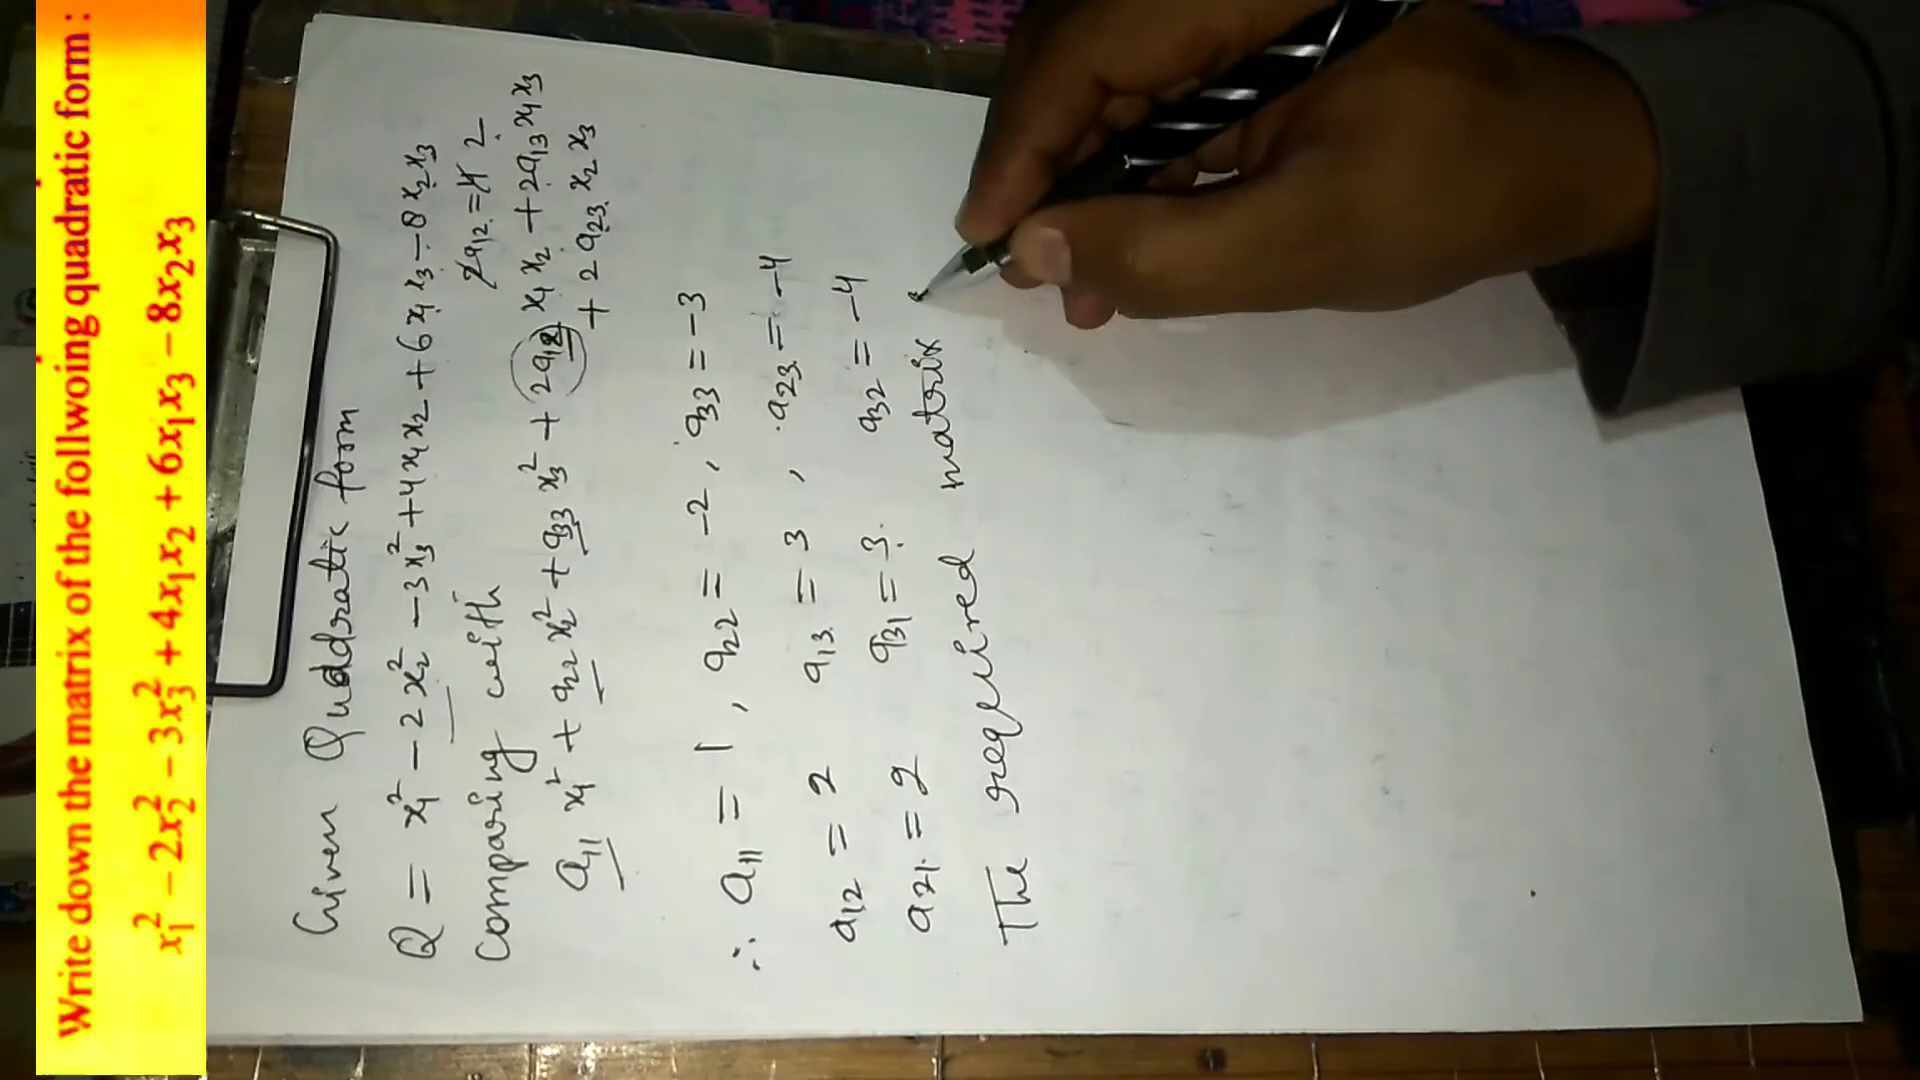 Write down the matrix of the follwoing quadratic form :
x₁² − 2x₂² − 3x₃² + 4x₁x₂ + 6x₁x₃ − 8x₂x₃
Given Quadratic form
Q = x₁² − 2x₂² − 3x₃² + 4x₁x₂ + 6x₁x₃ − 8x₂x₃
Comparing with
2a₁₂ = 4 2
a₁₁x₁² + a₂₂x₂² + a₃₃x₃² + 2a₁₂x₁x₂ + 2a₁₃x₁x₃
+ 2a₂₃x₂x₃
∴ a₁₁ = 1, a₂₂ = −2, a₃₃ = −3
a₁₂ = 2 a₁₃ = 3, a₂₃ = −4
a₂₁ = 2 a₃₁ = 3 a₃₂ = −4
The required matrix